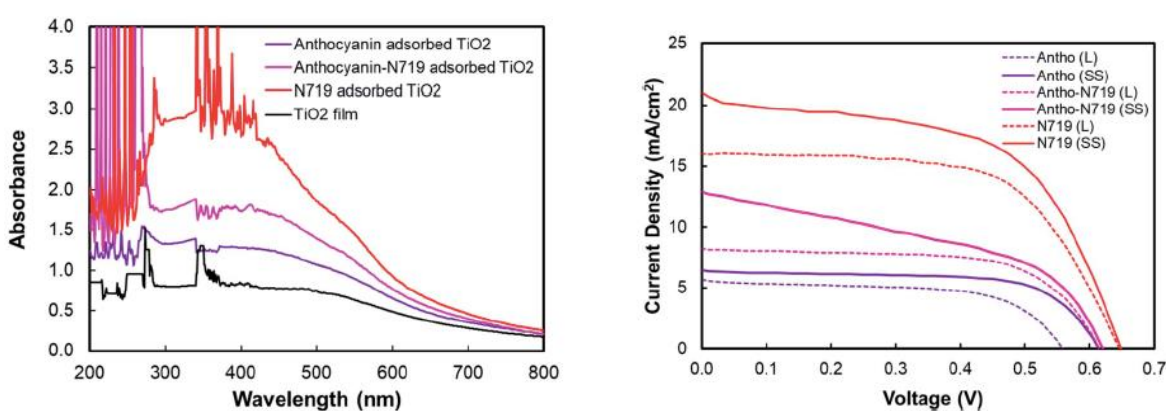 4.0
3.5
3.0
2.5
2.0
1.5
1.0
0.5
0.0
Absorbance
Anthocyanin adsorbed TiO2
Anthocyanin-N719 adsorbed TiO2
N719 adsorbed TiO2
TiO2 film
200 300 400 500 600 700 800
Wavelength (nm)
25
20
15
10
5
0
Current Density (mA/cm²)
Antho (L)
Antho (SS)
Antho-N719 (L)
Antho-N719 (SS)
N719 (L)
N719 (SS)
0.0 0.1 0.2 0.3 0.4 0.5 0.6 0.7
Voltage (V)